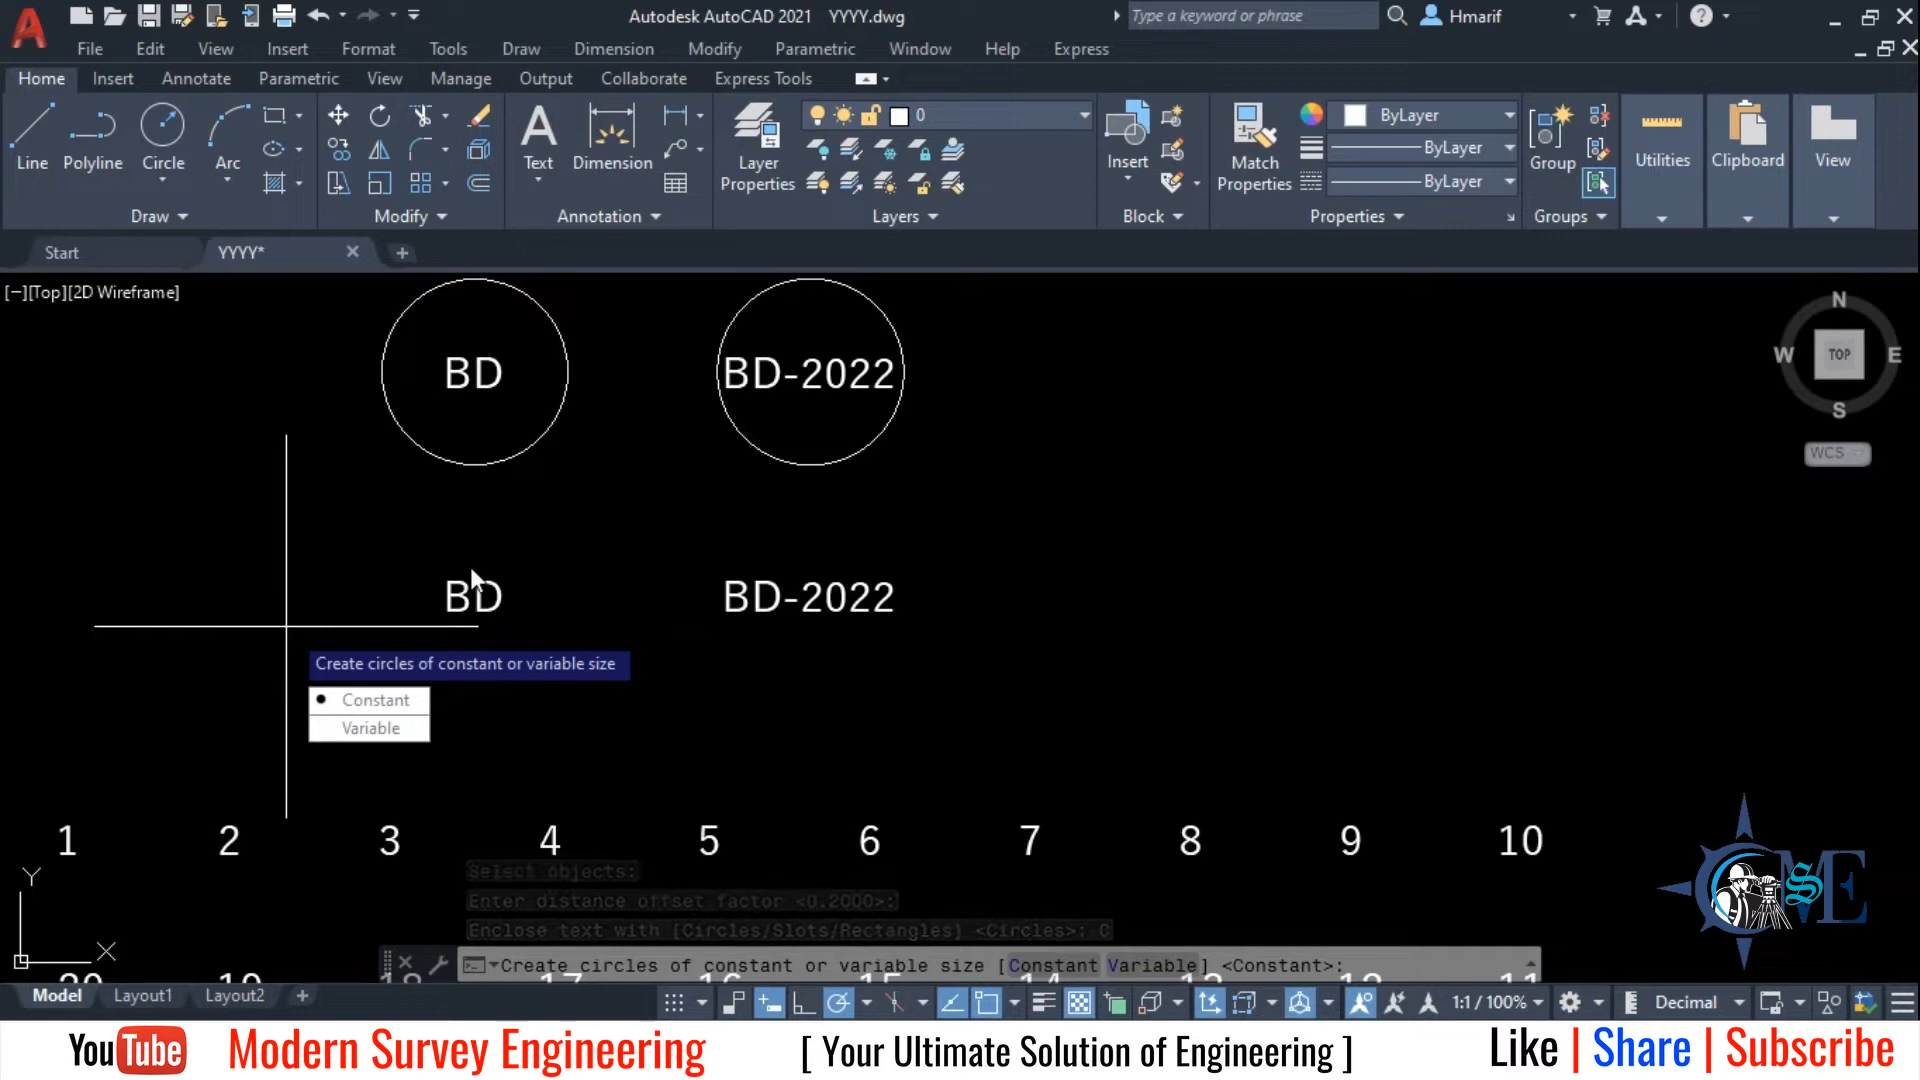 Autodesk AutoCAD 2021 YYYY.dwg
Type a keyword or phrase
Hmarif
File Edit View Insert Format Tools Draw Dimension Modify Parametric Window Help Express
Home Insert Annotate Parametric View Manage Output Collaborate Express Tools
0
ByLayer
ByLayer
ByLayer
Line Polyline Circle Arc
Text Dimension
Layer Properties
Insert
Match Properties
Group
Utilities Clipboard View
Draw Modify Annotation Layers Block Properties Groups
Start YYYY*
[−][Top][2D Wireframe]
N
W TOP E
S
WCS
BD BD-2022
BD BD-2022
Create circles of constant or variable size
Constant
Variable
1 2 3 4 5 6 7 8 9 10
Y
X
Select objects:
Enter distance offset factor <0.2000>:
Enclose text with [Circles/Slots/Rectangles] <Circles>: C
Create circles of constant or variable size [Constant Variable] <Constant>:
Model Layout1 Layout2
1:1 / 100%
Decimal
YouTube Modern Survey Engineering [ Your Ultimate Solution of Engineering ] Like | Share | Subscribe